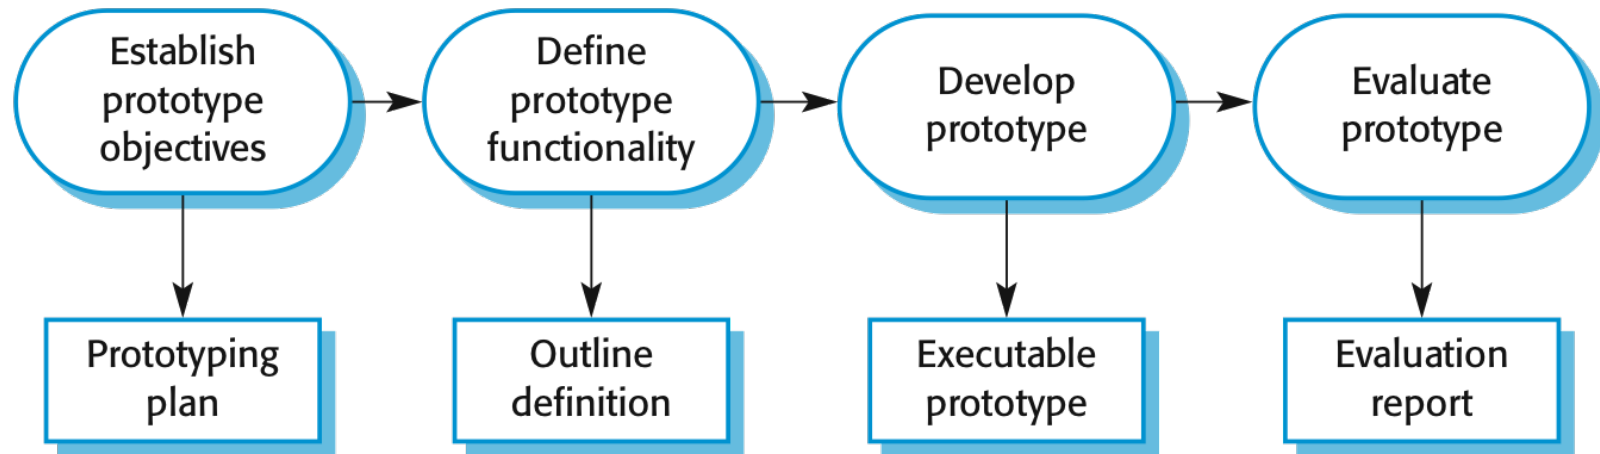 Establish
prototype
objectives
Define
prototype
functionality
Develop
prototype
Evaluate
prototype
Prototyping
plan
Outline
definition
Executable
prototype
Evaluation
report